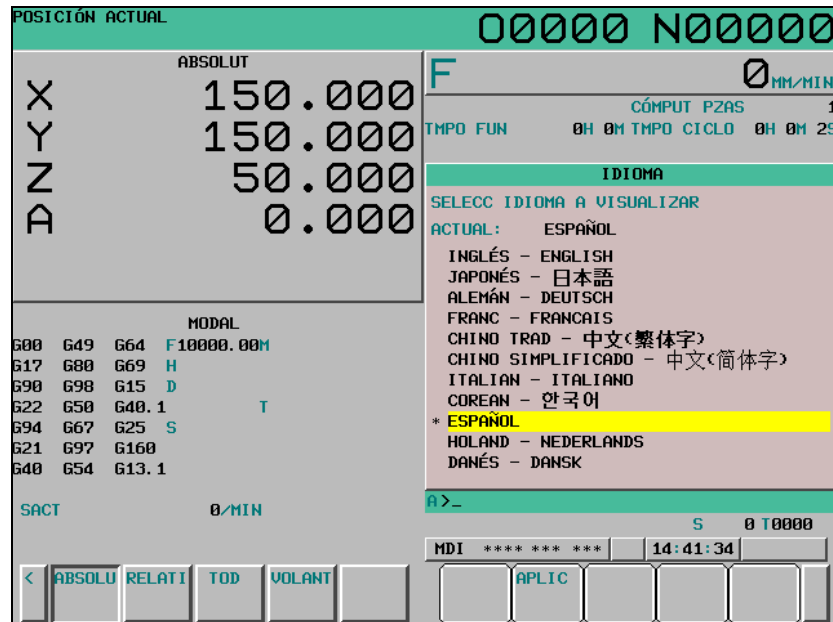 POSICIÓN ACTUAL
O0000 N00000
ABSOLUT
X 150.000
Y 150.000
Z 50.000
A 0.000
F 0 MM/MIN
CÓMPUT PZAS 1
TMPO FUN 0H 0M TMPO CICLO 0H 0M 2S
MODAL
G00 G49 G64 F10000.00M
G17 G80 G69 H
G90 G98 G15 D
G22 G50 G40.1 T
G94 G67 G25 S
G21 G97 G160
G40 G54 G13.1
SACT 0/MIN
IDIOMA
SELECC IDIOMA A VISUALIZAR
ACTUAL: ESPAÑOL
INGLÉS - ENGLISH
JAPONÉS - 日本語
ALEMÁN - DEUTSCH
FRANC - FRANCAIS
CHINO TRAD - 中文(繁体字)
CHINO SIMPLIFICADO - 中文(简体字)
ITALIAN - ITALIANO
COREAN - 한국어
* ESPAÑOL
HOLAND - NEDERLANDS
DANÉS - DANSK
A>_
S 0 T0000
MDI **** *** *** 14:41:34
< ABSOLU RELATI TOD VOLANT APLIC